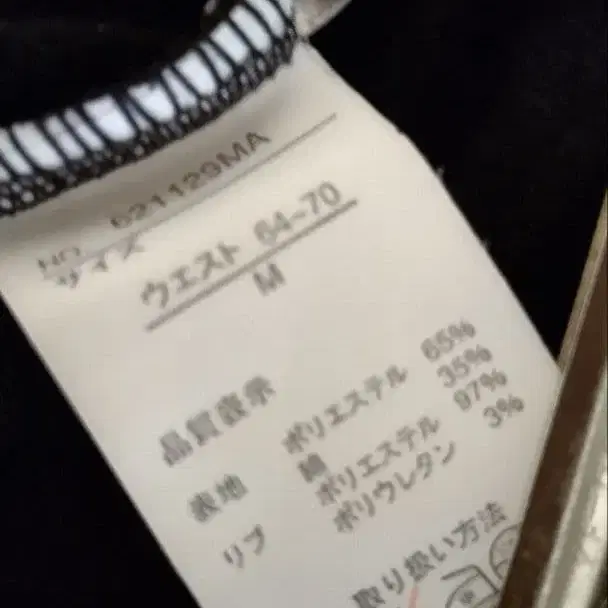 NO. 621129MA
サイズ
ウエスト 64-70
M
品質表示
表地 ポリエステル 65%
綿 35%
リブ ポリエステル 97%
ポリウレタン 3%
取り扱い方法